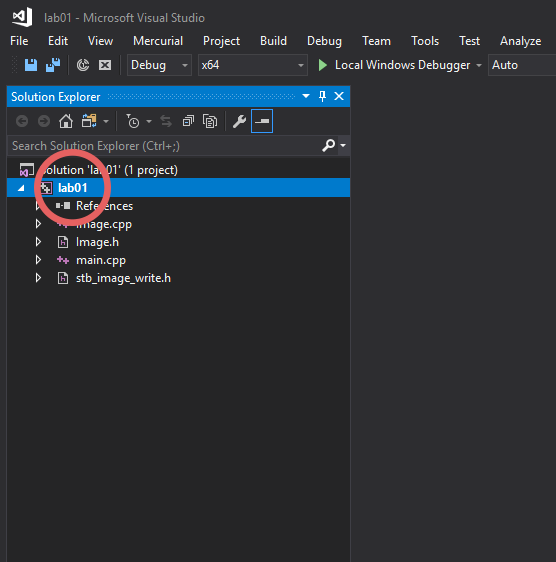 lab01 - Microsoft Visual Studio
File Edit View Mercurial Project Build Debug Team Tools Test Analyze
Debug x64 Local Windows Debugger Auto
Solution Explorer
Search Solution Explorer (Ctrl+;)
Solution 'lab01' (1 project)
lab01
References
Image.cpp
Image.h
main.cpp
stb_image_write.h